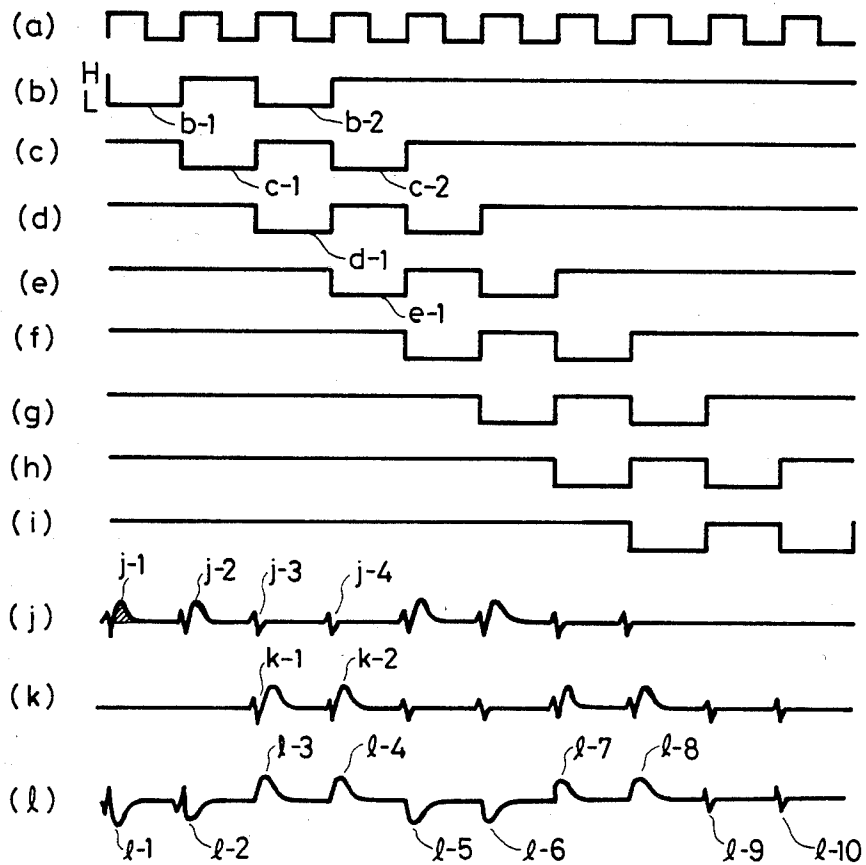 (a)
H
(b)
L
b-1
b-2
(c)
c-1
c-2
(d)
d-1
(e)
e-1
(f)
(g)
(h)
(i)
j-1
j-2
j-3
j-4
(j)
k-1
k-2
(k)
ℓ-3
ℓ-4
ℓ-7
ℓ-8
(ℓ)
ℓ-1
ℓ-2
ℓ-5
ℓ-6
ℓ-9
ℓ-10